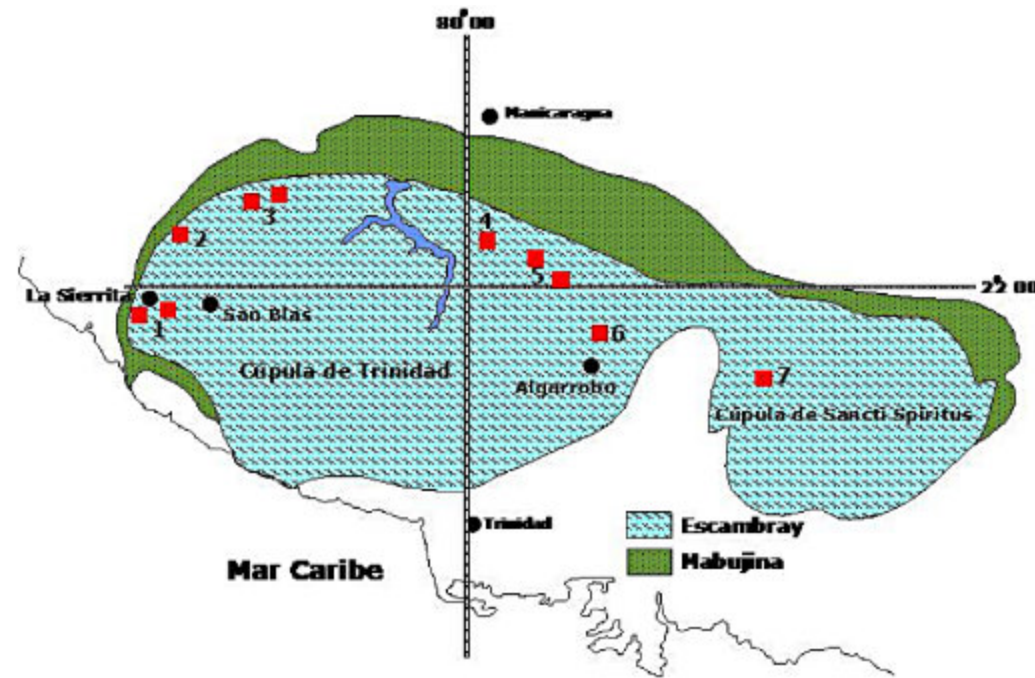 80°00
Manicaragua
3
2
4
5
22°00
La Sierrita
San Blas
1
6
Cúpula de Trinidad
Algarrobo
7
Cúpula de Sancti Spiritus
Trinidad
Escambray
Mabujina
Mar Caribe